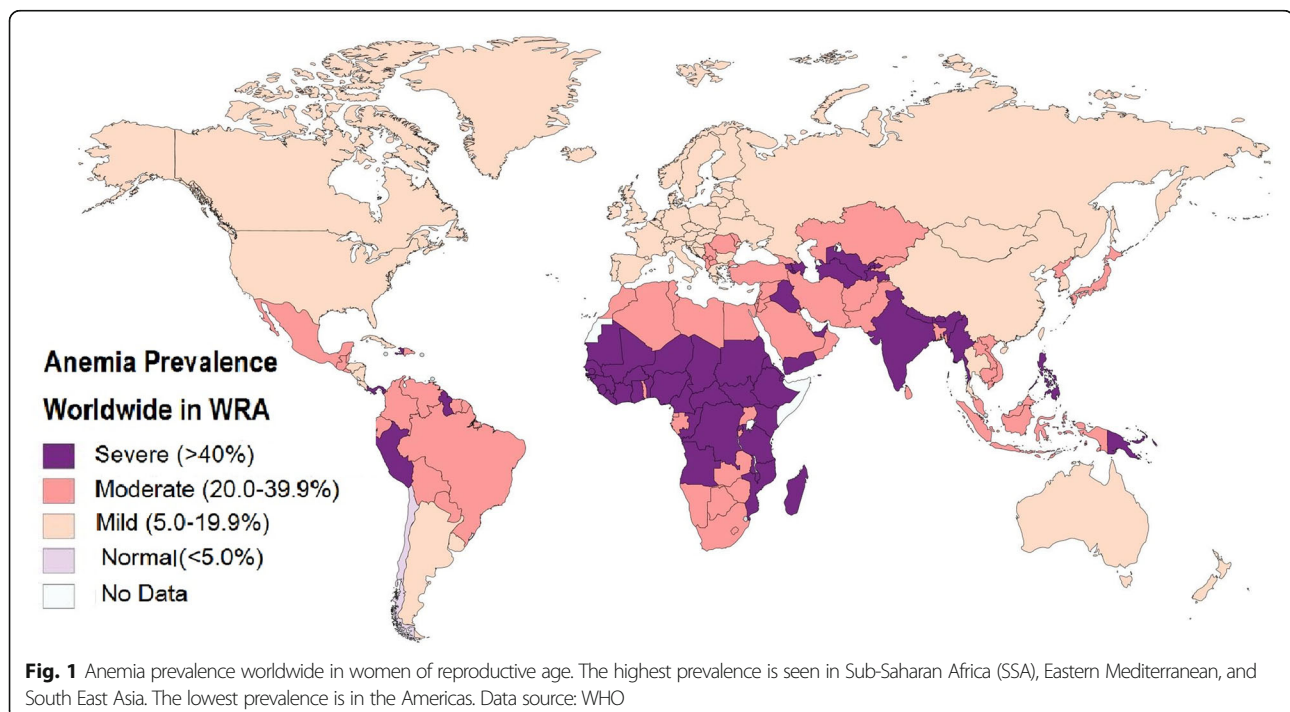 Anemia Prevalence
Worldwide in WRA
Severe (>40%)
Moderate (20.0-39.9%)
Mild (5.0-19.9%)
Normal(<5.0%)
No Data
Fig. 1 Anemia prevalence worldwide in women of reproductive age. The highest prevalence is seen in Sub-Saharan Africa (SSA), Eastern Mediterranean, and
South East Asia. The lowest prevalence is in the Americas. Data source: WHO